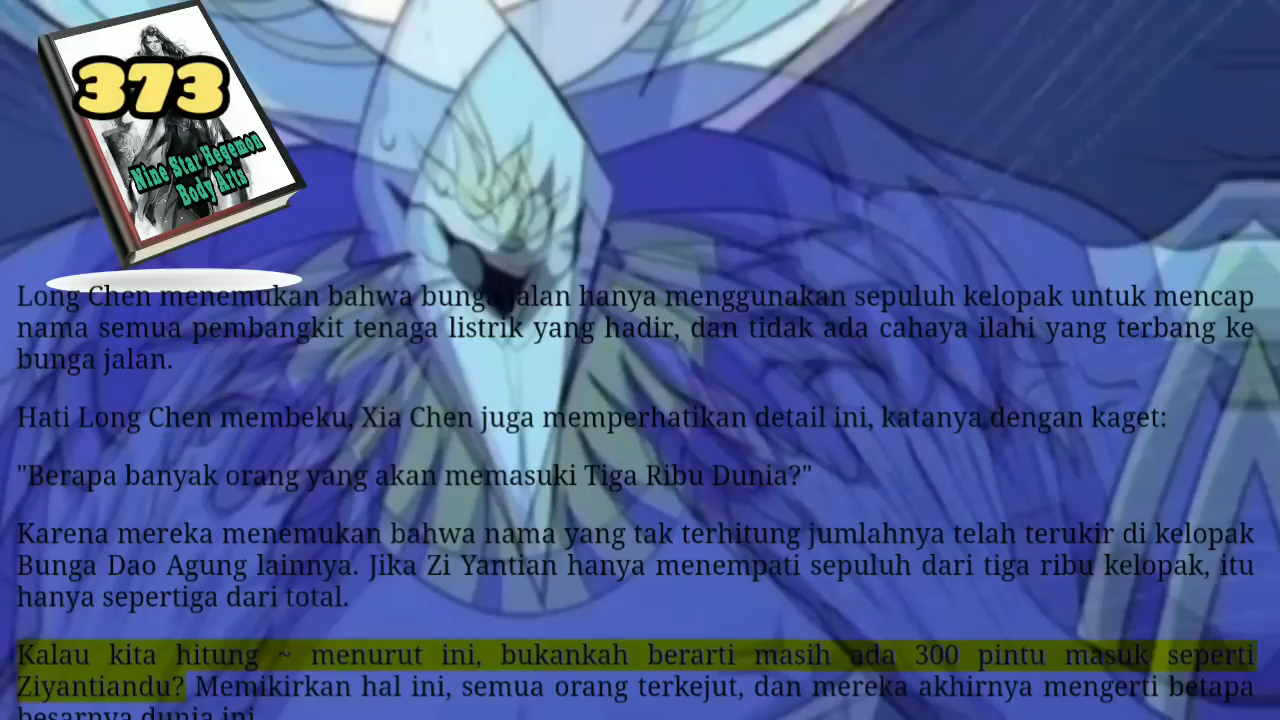 373
Nine Star Hegemon
Body Arts
Long Chen menemukan bahwa bunga jalan hanya menggunakan sepuluh kelopak untuk mencap
nama semua pembangkit tenaga listrik yang hadir, dan tidak ada cahaya ilahi yang terbang ke
bunga jalan.
Hati Long Chen membeku, Xia Chen juga memperhatikan detail ini, katanya dengan kaget:
"Berapa banyak orang yang akan memasuki Tiga Ribu Dunia?"
Karena mereka menemukan bahwa nama yang tak terhitung jumlahnya telah terukir di kelopak
Bunga Dao Agung lainnya. Jika Zi Yantian hanya menempati sepuluh dari tiga ribu kelopak, itu
hanya sepertiga dari total.
Kalau kita hitung ~ menurut ini, bukankah berarti masih ada 300 pintu masuk seperti
Ziyantiandu? Memikirkan hal ini, semua orang terkejut, dan mereka akhirnya mengerti betapa
besarnya dunia ini.